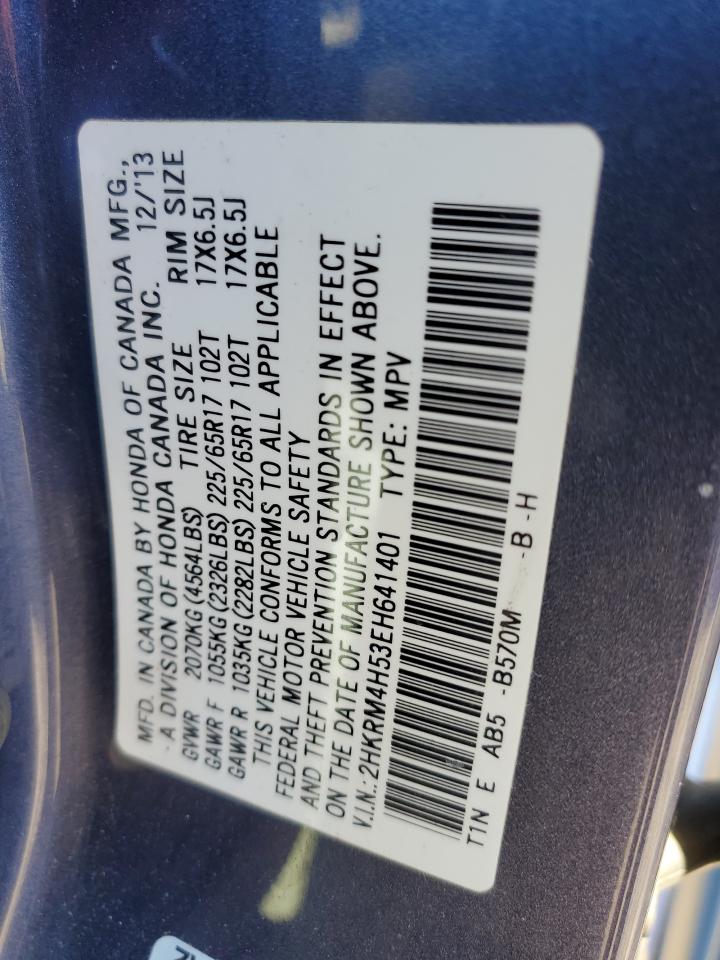 MFD. IN CANADA BY HONDA OF CANADA MFG.,
A DIVISION OF HONDA CANADA INC. 12/'13
GVWR 2070KG (4564LBS) TIRE SIZE RIM SIZE
GAWR F 1055KG (2326LBS) 225/65R17 102T 17X6.5J
GAWR R 1035KG (2282LBS) 225/65R17 102T 17X6.5J
THIS VEHICLE CONFORMS TO ALL APPLICABLE
FEDERAL MOTOR VEHICLE SAFETY
AND THEFT PREVENTION STANDARDS IN EFFECT
ON THE DATE OF MANUFACTURE SHOWN ABOVE.
V.I.N.: 2HKRM4H53EH641401 TYPE: MPV
T1N E AB5 -B570M -B -H